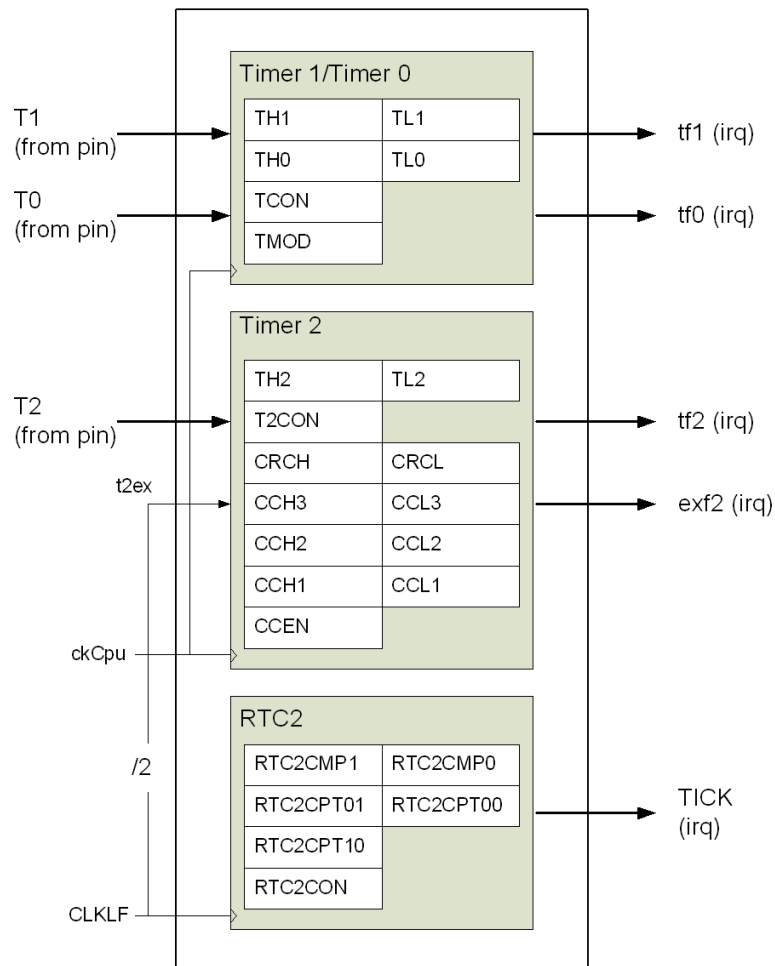 Timer 1/Timer 0
T1
(from pin)
TH1 TL1
tf1 (irq)
TH0 TL0
T0
(from pin)
TCON
tf0 (irq)
TMOD
Timer 2
TH2 TL2
T2
(from pin)
T2CON
tf2 (irq)
CRCH CRCL
t2ex
CCH3 CCL3
exf2 (irq)
CCH2 CCL2
CCH1 CCL1
CCEN
ckCpu
RTC2
/2
RTC2CMP1 RTC2CMP0
RTC2CPT01 RTC2CPT00
TICK
(irq)
RTC2CPT10
RTC2CON
CLKLF